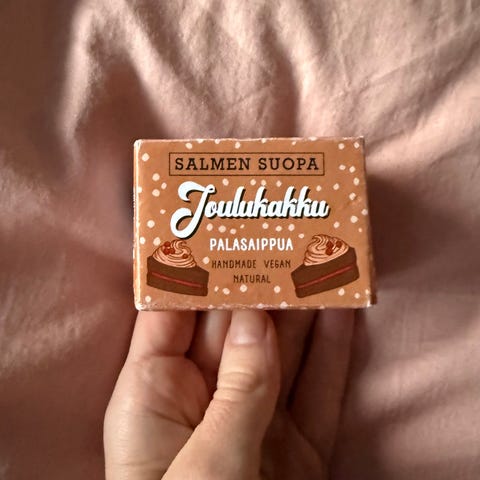 SALMEN SUOPA
Joulukakku
PALASAIPPUA
HANDMADE VEGAN
NATURAL